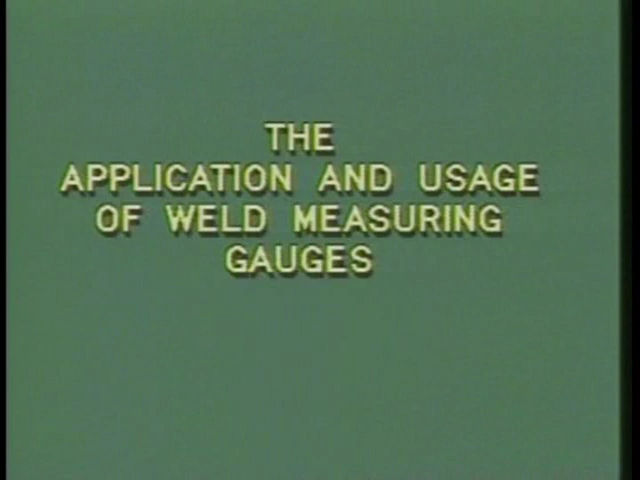 THE
APPLICATION AND USAGE
OF WELD MEASURING
GAUGES